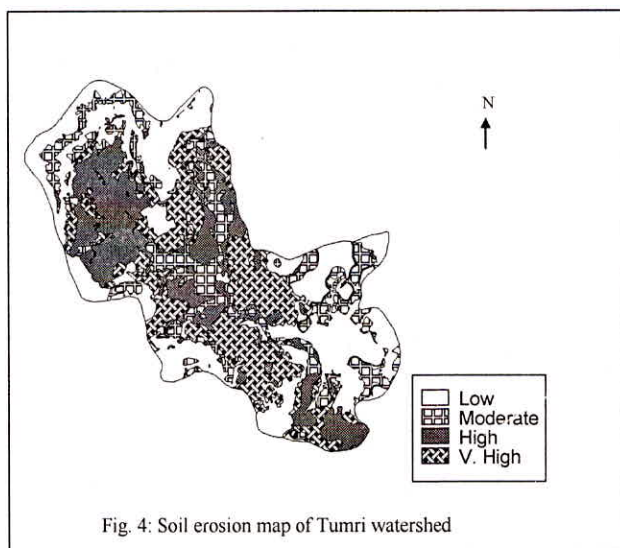 N
Low
Moderate
High
V. High
Fig. 4: Soil erosion map of Tumri watershed